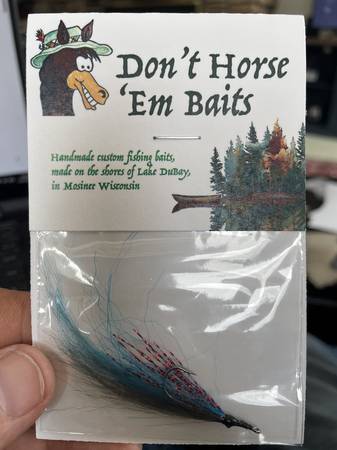 Don't Horse
'Em Baits
Handmade custom fishing baits,
made on the shores of Lake DuBay,
in Mosinee Wisconsin